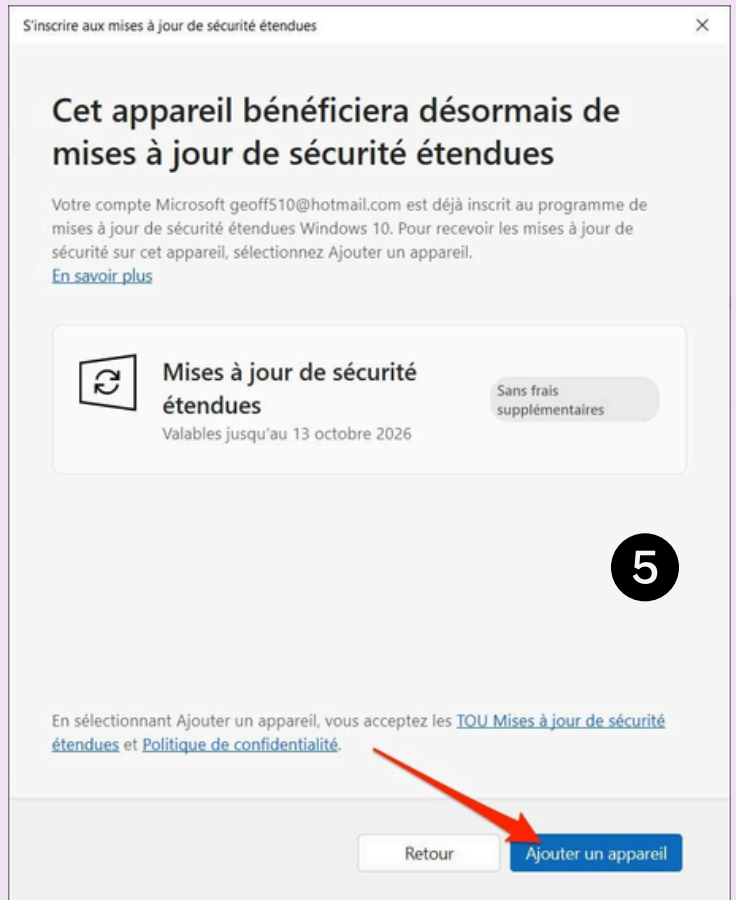 S'inscrire aux mises à jour de sécurité étendues
Cet appareil bénéficiera désormais de
mises à jour de sécurité étendues
Votre compte Microsoft geoff510@hotmail.com est déjà inscrit au programme de
mises à jour de sécurité étendues Windows 10. Pour recevoir les mises à jour de
sécurité sur cet appareil, sélectionnez Ajouter un appareil.
En savoir plus
Mises à jour de sécurité
étendues
Valables jusqu'au 13 octobre 2026
Sans frais
supplémentaires
5
En sélectionnant Ajouter un appareil, vous acceptez les TOU Mises à jour de sécurité
étendues et Politique de confidentialité.
Retour
Ajouter un appareil